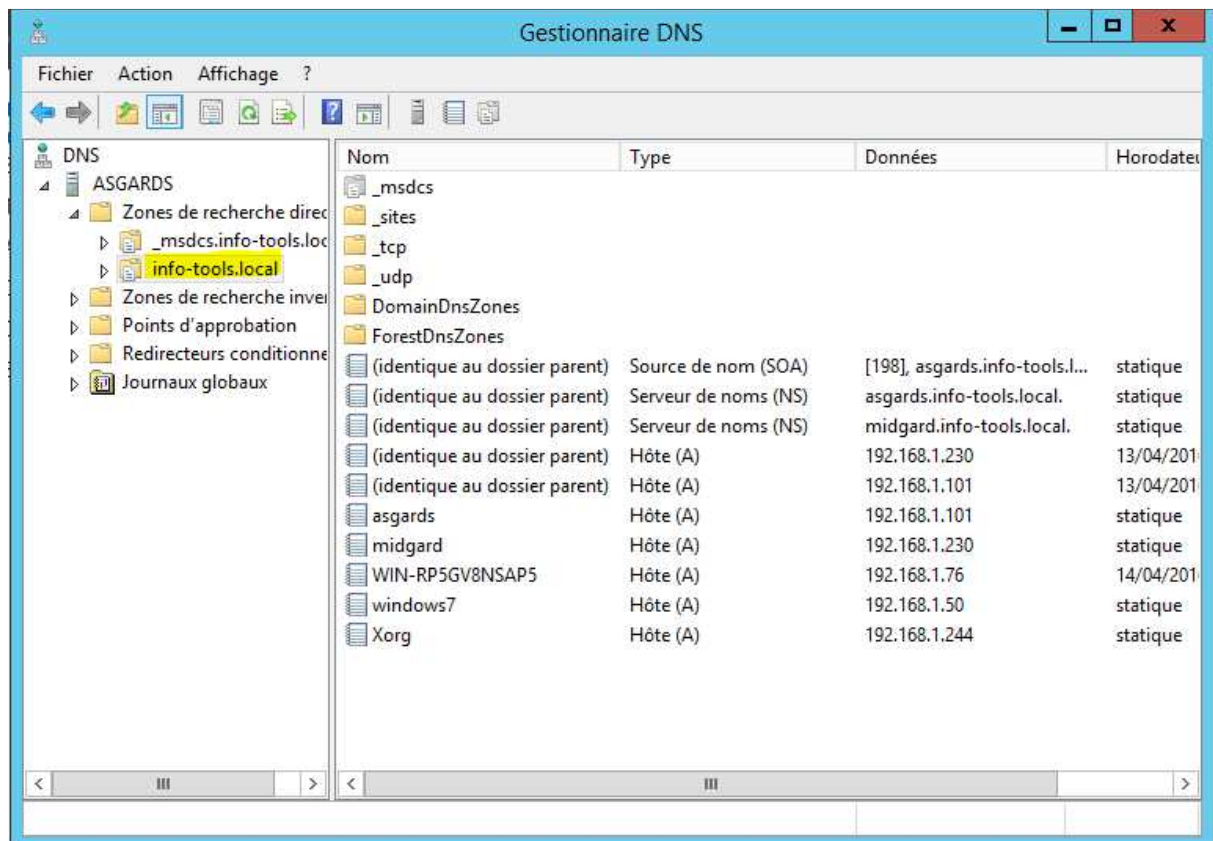 Gestionnaire DNS
Fichier Action Affichage ?
DNS
ASGARDS
Zones de recherche direc
_msdcs.info-tools.loc
info-tools.local
Zones de recherche inver
Points d'approbation
Redirecteurs conditionne
Journaux globaux
Nom Type Données Horodateu
_msdcs
_sites
_tcp
_udp
DomainDnsZones
ForestDnsZones
(identique au dossier parent) Source de nom (SOA) [198], asgards.info-tools.l... statique
(identique au dossier parent) Serveur de noms (NS) asgards.info-tools.local. statique
(identique au dossier parent) Serveur de noms (NS) midgard.info-tools.local. statique
(identique au dossier parent) Hôte (A) 192.168.1.230 13/04/201
(identique au dossier parent) Hôte (A) 192.168.1.101 13/04/201
asgards Hôte (A) 192.168.1.101 statique
midgard Hôte (A) 192.168.1.230 statique
WIN-RP5GV8NSAP5 Hôte (A) 192.168.1.76 14/04/201
windows7 Hôte (A) 192.168.1.50 statique
Xorg Hôte (A) 192.168.1.244 statique